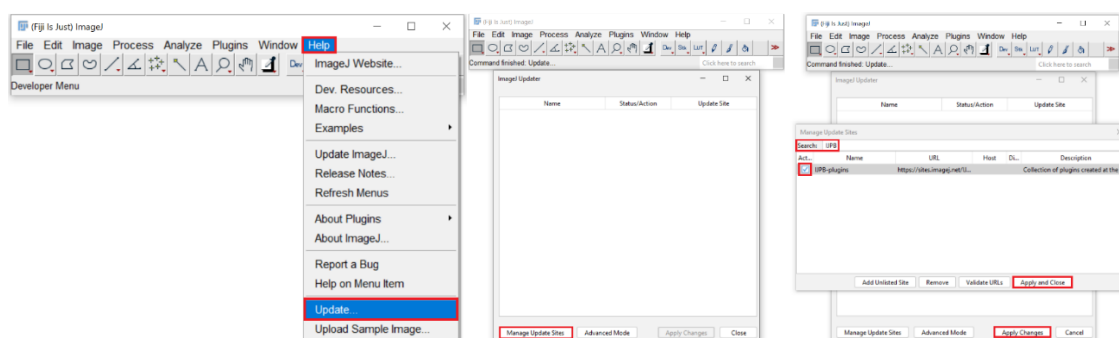 (Fiji Is Just) ImageJ
File Edit Image Process Analyze Plugins Window Help
Dev
Developer Menu
ImageJ Website...
Dev. Resources...
Macro Functions...
Examples
Update ImageJ...
Release Notes...
Refresh Menus
About Plugins
About ImageJ...
Report a Bug
Help on Menu Item
Update...
Upload Sample Image...
(Fiji Is Just) ImageJ
File Edit Image Process Analyze Plugins Window Help
Dev Stk LUT
Command finished: Update...
Click here to search
ImageJ Updater
Name Status/Action Update Site
Manage Update Sites Advanced Mode Apply Changes Close
(Fiji Is Just) ImageJ
File Edit Image Process Analyze Plugins Window Help
Dev Stk LUT
Command finished: Update...
Click here to search
ImageJ Updater
Name Status/Action Update Site
Manage Update Sites
Search: IJPB
Act... Name URL Host Di... Description
IJPB-plugins https://sites.imagej.net/IJ... Collection of plugins created at the
Add Unlisted Site Remove Validate URLs Apply and Close
Manage Update Sites Advanced Mode Apply Changes Cancel